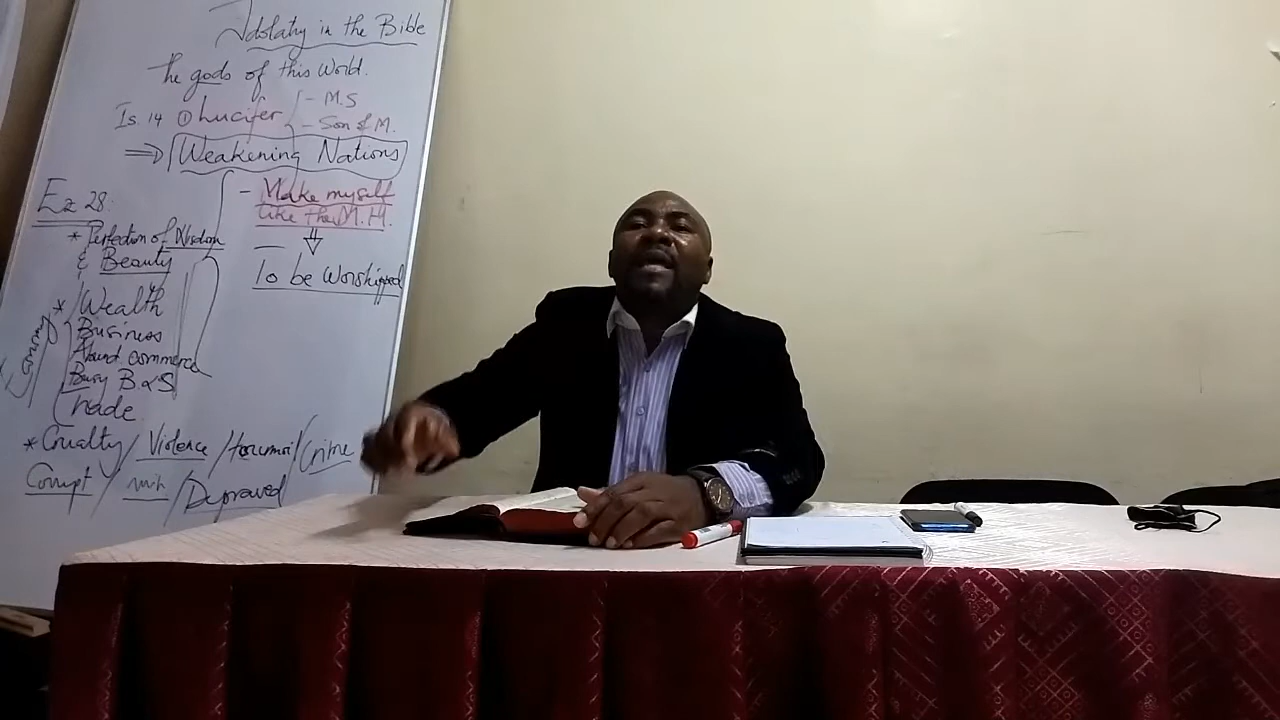 Idolatry in the Bible
The gods of this World.
Is. 14 ① Lucifer
- M.S
- Son of M.
⇒ Weakening Nations
- Make myself
like the M.H.
To be Worshipped
Ez 28:
* Perfection of Wisdom
& Beauty
* Wealth
Business
Abund. commerce
Busy B & S
Trade
* Crualty / Violence / / Crime
Corrupt / / Depraved